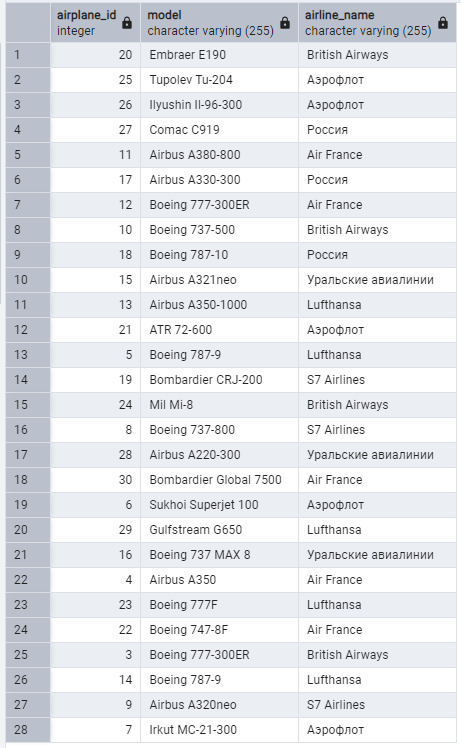 airplane_id model airline_name
integer character varying (255) character varying (255)
1 20 Embraer E190 British Airways
2 25 Tupolev Tu-204 Аэрофлот
3 26 Ilyushin Il-96-300 Аэрофлот
4 27 Comac C919 Россия
5 11 Airbus A380-800 Air France
6 17 Airbus A330-300 Россия
7 12 Boeing 777-300ER Air France
8 10 Boeing 737-500 British Airways
9 18 Boeing 787-10 Россия
10 15 Airbus A321neo Уральские авиалинии
11 13 Airbus A350-1000 Lufthansa
12 21 ATR 72-600 Аэрофлот
13 5 Boeing 787-9 Lufthansa
14 19 Bombardier CRJ-200 S7 Airlines
15 24 Mil Mi-8 British Airways
16 8 Boeing 737-800 S7 Airlines
17 28 Airbus A220-300 Уральские авиалинии
18 30 Bombardier Global 7500 Air France
19 6 Sukhoi Superjet 100 Аэрофлот
20 29 Gulfstream G650 Lufthansa
21 16 Boeing 737 MAX 8 Уральские авиалинии
22 4 Airbus A350 Air France
23 23 Boeing 777F Lufthansa
24 22 Boeing 747-8F Air France
25 3 Boeing 777-300ER British Airways
26 14 Boeing 787-9 Lufthansa
27 9 Airbus A320neo S7 Airlines
28 7 Irkut MC-21-300 Аэрофлот